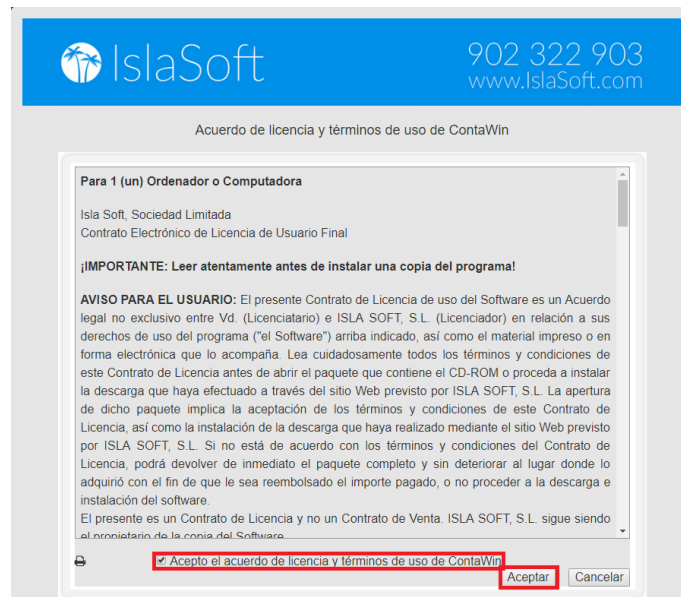 IslaSoft
902 322 903
www.IslaSoft.com
Acuerdo de licencia y términos de uso de ContaWin
Para 1 (un) Ordenador o Computadora
Isla Soft, Sociedad Limitada
Contrato Electrónico de Licencia de Usuario Final
¡IMPORTANTE: Leer atentamente antes de instalar una copia del programa!
AVISO PARA EL USUARIO: El presente Contrato de Licencia de uso del Software es un Acuerdo
legal no exclusivo entre Vd. (Licenciatario) e ISLA SOFT, S.L. (Licenciador) en relación a sus
derechos de uso del programa ("el Software") arriba indicado, así como el material impreso o en
forma electrónica que lo acompaña. Lea cuidadosamente todos los términos y condiciones de
este Contrato de Licencia antes de abrir el paquete que contiene el CD-ROM o proceda a instalar
la descarga que haya efectuado a través del sitio Web previsto por ISLA SOFT, S.L. La apertura
de dicho paquete implica la aceptación de los términos y condiciones de este Contrato de
Licencia, así como la instalación de la descarga que haya realizado mediante el sitio Web previsto
por ISLA SOFT, S.L. Si no está de acuerdo con los términos y condiciones del Contrato de
Licencia, podrá devolver de inmediato el paquete completo y sin deteriorar al lugar donde lo
adquirió con el fin de que le sea reembolsado el importe pagado, o no proceder a la descarga e
instalación del software.
El presente es un Contrato de Licencia y no un Contrato de Venta. ISLA SOFT, S.L. sigue siendo
el propietario de la copia del Software
Acepto el acuerdo de licencia y términos de uso de ContaWin
Aceptar
Cancelar